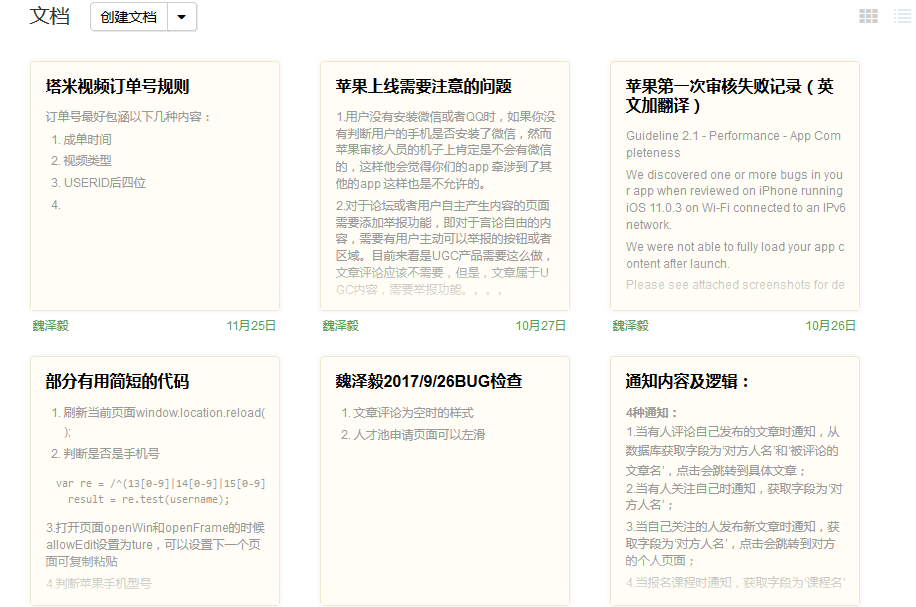 文档
创建文档
塔米视频订单号规则
订单号最好包涵以下几种内容：
1. 成单时间
2. 视频类型
3. USERID后四位
4.
魏泽毅 11月25日
苹果上线需要注意的问题
1.用户没有安装微信或者QQ时，如果你没
有判断用户的手机是否安装了微信，然而
苹果审核人员的机子上肯定是不会有微信
的，这样他会觉得你们的app 牵涉到了其
他的app 这样也是不允许的。
2.对于论坛或者用户自主产生内容的页面
需要添加举报功能，即对于言论自由的内
容，需要有用户主动可以举报的按钮或者
区域。目前来看是UGC产品需要这么做，
文章评论应该不需要，但是，文章属于U
GC内容，需要举报功能。。。。
魏泽毅 10月27日
苹果第一次审核失败记录（英
文加翻译）
Guideline 2.1 - Performance - App Com
pleteness
We discovered one or more bugs in you
r app when reviewed on iPhone running
iOS 11.0.3 on Wi-Fi connected to an IPv6
network.
We were not able to fully load your app c
ontent after launch.
Please see attached screenshots for de
魏泽毅 10月26日
部分有用简短的代码
1. 刷新当前页面window.location.reload(
);
2. 判断是否是手机号
var re = /^(13[0-9]|14[0-9]|15[0-9]
result = re.test(username);
3.打开页面openWin和openFrame的时候
allowEdit设置为ture，可以设置下一个页
面可复制粘贴
4.判断苹果手机型号
魏泽毅2017/9/26BUG检查
1. 文章评论为空时的样式
2. 人才池申请页面可以左滑
通知内容及逻辑：
4种通知：
1.当有人评论自己发布的文章时通知，从
数据库获取字段为‘对方人名’和‘被评论的
文章名’，点击会跳转到具体文章；
2.当有人关注自己时通知，获取字段为‘对
方人名’；
3.当自己关注的人发布新文章时通知，获
取字段为‘对方人名’，点击会跳转到对方
的个人页面；
4.当报名课程时通知，获取字段为‘课程名’